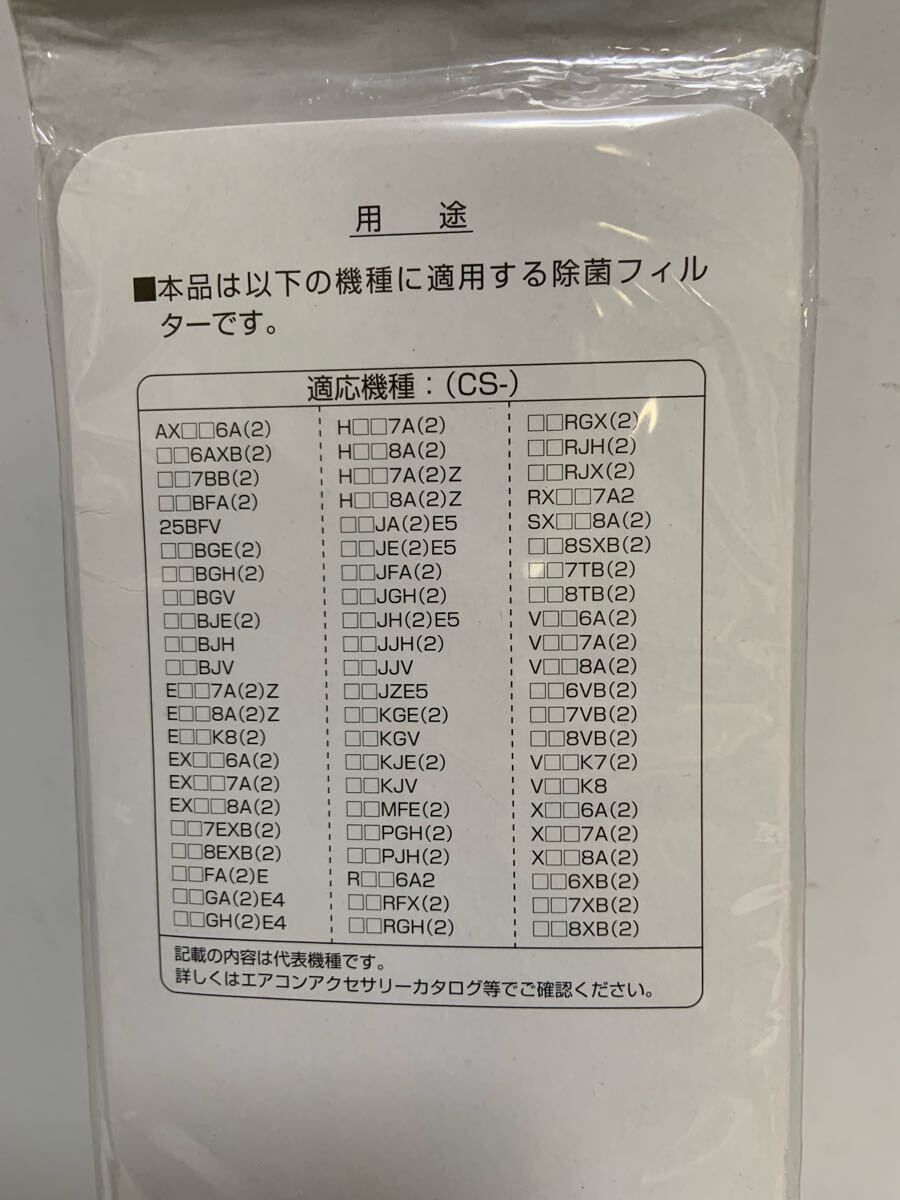 用 途
■本品は以下の機種に適用する除菌フィル
ターです。
適応機種：(CS-)
AX□□6A(2)
□□6AXB(2)
□□7BB(2)
□□BFA(2)
25BFV
□□BGE(2)
□□BGH(2)
□□BGV
□□BJE(2)
□□BJH
□□BJV
E□□7A(2)Z
E□□8A(2)Z
E□□K8(2)
EX□□6A(2)
EX□□7A(2)
EX□□8A(2)
□□7EXB(2)
□□8EXB(2)
□□FA(2)E
□□GA(2)E4
□□GH(2)E4
H□□7A(2)
H□□8A(2)
H□□7A(2)Z
H□□8A(2)Z
□□JA(2)E5
□□JE(2)E5
□□JFA(2)
□□JGH(2)
□□JH(2)E5
□□JJH(2)
□□JJV
□□JZE5
□□KGE(2)
□□KGV
□□KJE(2)
□□KJV
□□MFE(2)
□□PGH(2)
□□PJH(2)
R□□6A2
□□RFX(2)
□□RGH(2)
□□RGX(2)
□□RJH(2)
□□RJX(2)
RX□□7A2
SX□□8A(2)
□□8SXB(2)
□□7TB(2)
□□8TB(2)
V□□6A(2)
V□□7A(2)
V□□8A(2)
□□6VB(2)
□□7VB(2)
□□8VB(2)
V□□K7(2)
V□□K8
X□□6A(2)
X□□7A(2)
X□□8A(2)
□□6XB(2)
□□7XB(2)
□□8XB(2)
記載の内容は代表機種です。
詳しくはエアコンアクセサリーカタログ等でご確認ください。